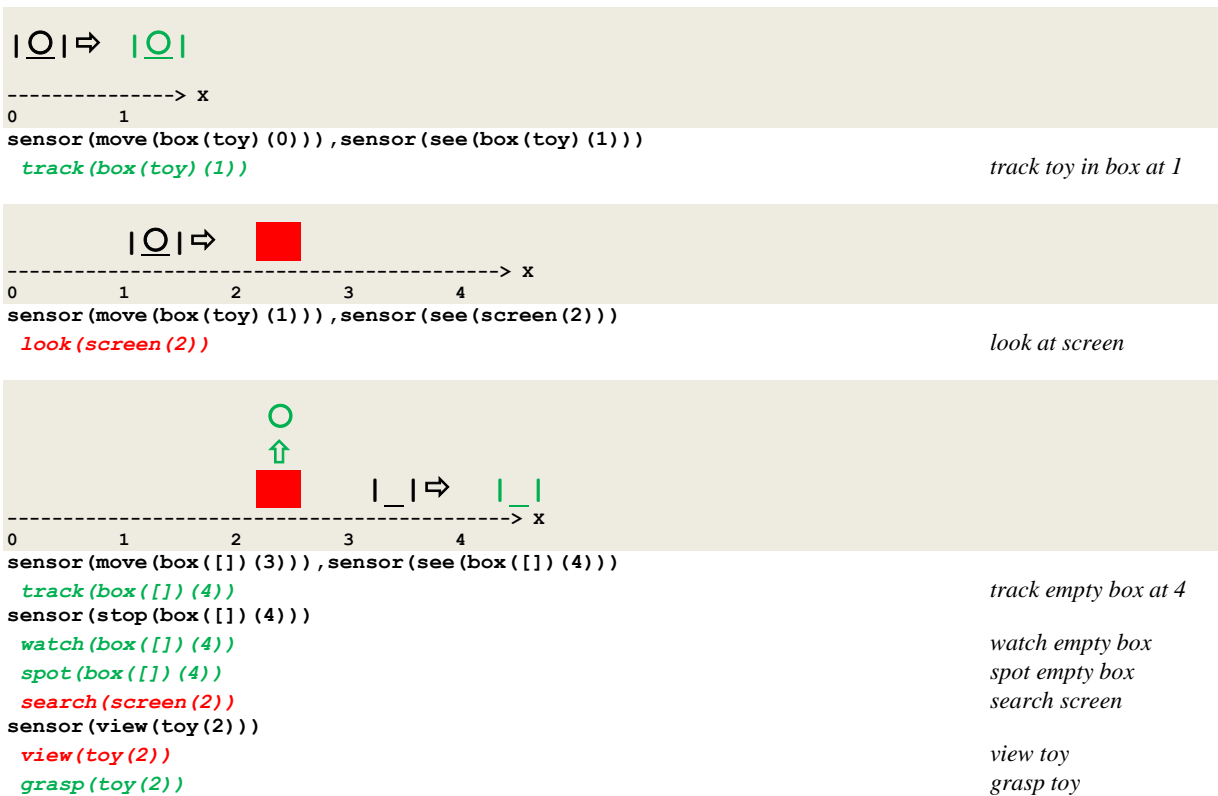 |O|⇨ |O|
---------------> X
0 1
sensor(move(box(toy)(0))),sensor(see(box(toy)(1)))
track(box(toy)(1)) track toy in box at 1
|O|⇨
--------------------------------------------> X
0 1 2 3 4
sensor(move(box(toy)(1))),sensor(see(screen(2)))
look(screen(2)) look at screen
O
⇧
|_|⇨ |_|
---------------------------------------------> X
0 1 2 3 4
sensor(move(box([])(3))),sensor(see(box([])(4)))
track(box([])(4)) track empty box at 4
sensor(stop(box([])(4)))
watch(box([])(4)) watch empty box
spot(box([])(4)) spot empty box
search(screen(2)) search screen
sensor(view(toy(2)))
view(toy(2)) view toy
grasp(toy(2)) grasp toy